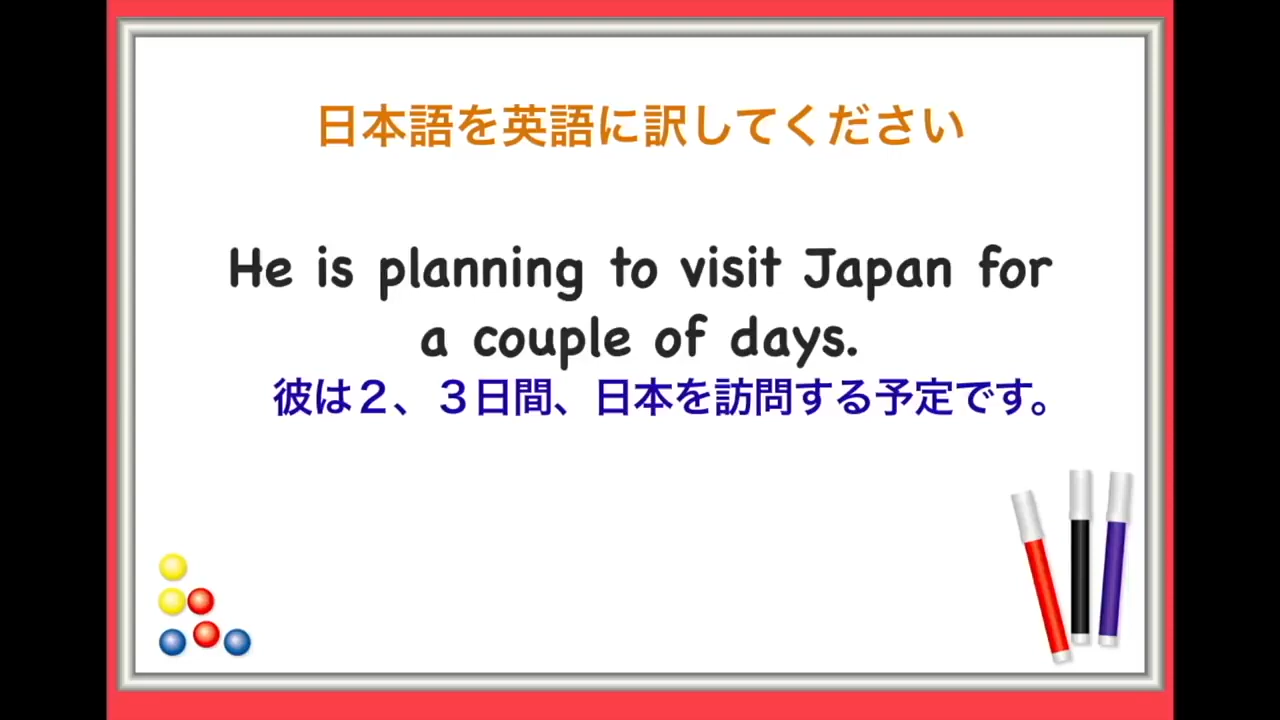 日本語を英語に訳してください
He is planning to visit Japan for
a couple of days.
彼は２、３日間、日本を訪問する予定です。